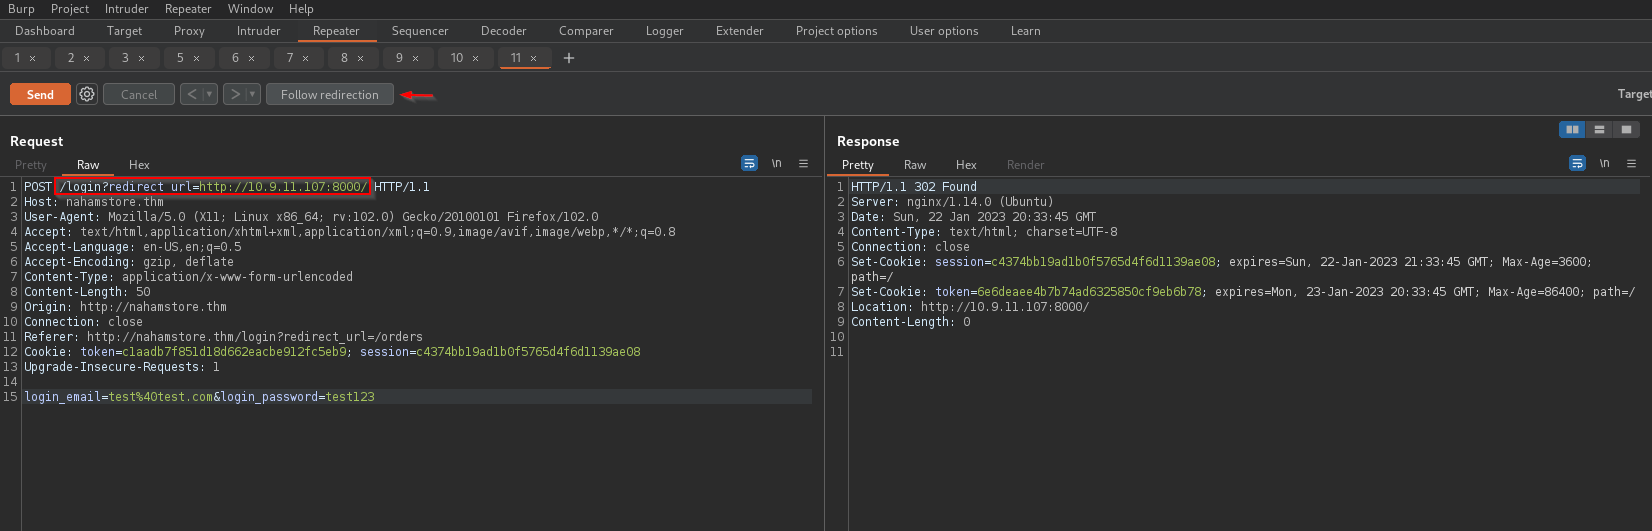 Burp Project Intruder Repeater Window Help
Dashboard Target Proxy Intruder Repeater Sequencer Decoder Comparer Logger Extender Project options User options Learn
1 × 2 × 3 × 5 × 6 × 7 × 8 × 9 × 10 × 11 × +
Send Cancel < > Follow redirection Target
Request
Pretty Raw Hex \n
1 POST /login?redirect_url=http://10.9.11.107:8000/ HTTP/1.1
2 Host: nahamstore.thm
3 User-Agent: Mozilla/5.0 (X11; Linux x86_64; rv:102.0) Gecko/20100101 Firefox/102.0
4 Accept: text/html,application/xhtml+xml,application/xml;q=0.9,image/avif,image/webp,*/*;q=0.8
5 Accept-Language: en-US,en;q=0.5
6 Accept-Encoding: gzip, deflate
7 Content-Type: application/x-www-form-urlencoded
8 Content-Length: 50
9 Origin: http://nahamstore.thm
10 Connection: close
11 Referer: http://nahamstore.thm/login?redirect_url=/orders
12 Cookie: token=c1aadb7f851d18d662eacbe912fc5eb9; session=c4374bb19ad1b0f5765d4f6d1139ae08
13 Upgrade-Insecure-Requests: 1
14
15 login_email=test%40test.com&login_password=test123
Response
Pretty Raw Hex Render \n
1 HTTP/1.1 302 Found
2 Server: nginx/1.14.0 (Ubuntu)
3 Date: Sun, 22 Jan 2023 20:33:45 GMT
4 Content-Type: text/html; charset=UTF-8
5 Connection: close
6 Set-Cookie: session=c4374bb19ad1b0f5765d4f6d1139ae08; expires=Sun, 22-Jan-2023 21:33:45 GMT; Max-Age=3600;
path=/
7 Set-Cookie: token=6e6deaee4b7b74ad6325850cf9eb6b78; expires=Mon, 23-Jan-2023 20:33:45 GMT; Max-Age=86400; path=/
8 Location: http://10.9.11.107:8000/
9 Content-Length: 0
10
11